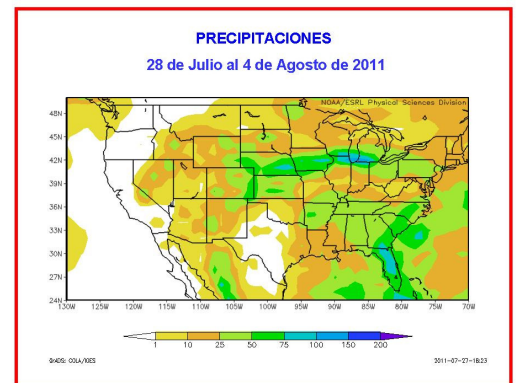 PRECIPITACIONES
28 de Julio al 4 de Agosto de 2011
NOAA/ESRL Physical Sciences Division
48N
45N
42N
39N
36N
33N
30N
27N
24N
130W 125W 120W 115W 110W 105W 100W 95W 90W 85W 80W 75W 70W
1 10 25 50 75 100 150 200
GrADS: COLA/IGES 2011-07-27-18:23